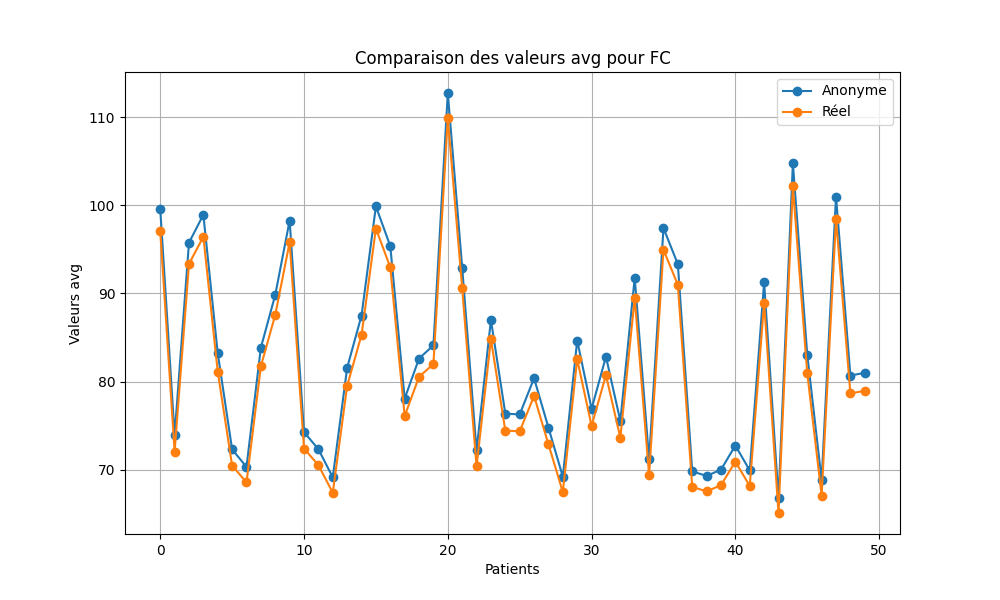 Comparaison des valeurs avg pour FC
Anonyme
Réel
110
100
90
80
70
Valeurs avg
0 10 20 30 40 50
Patients